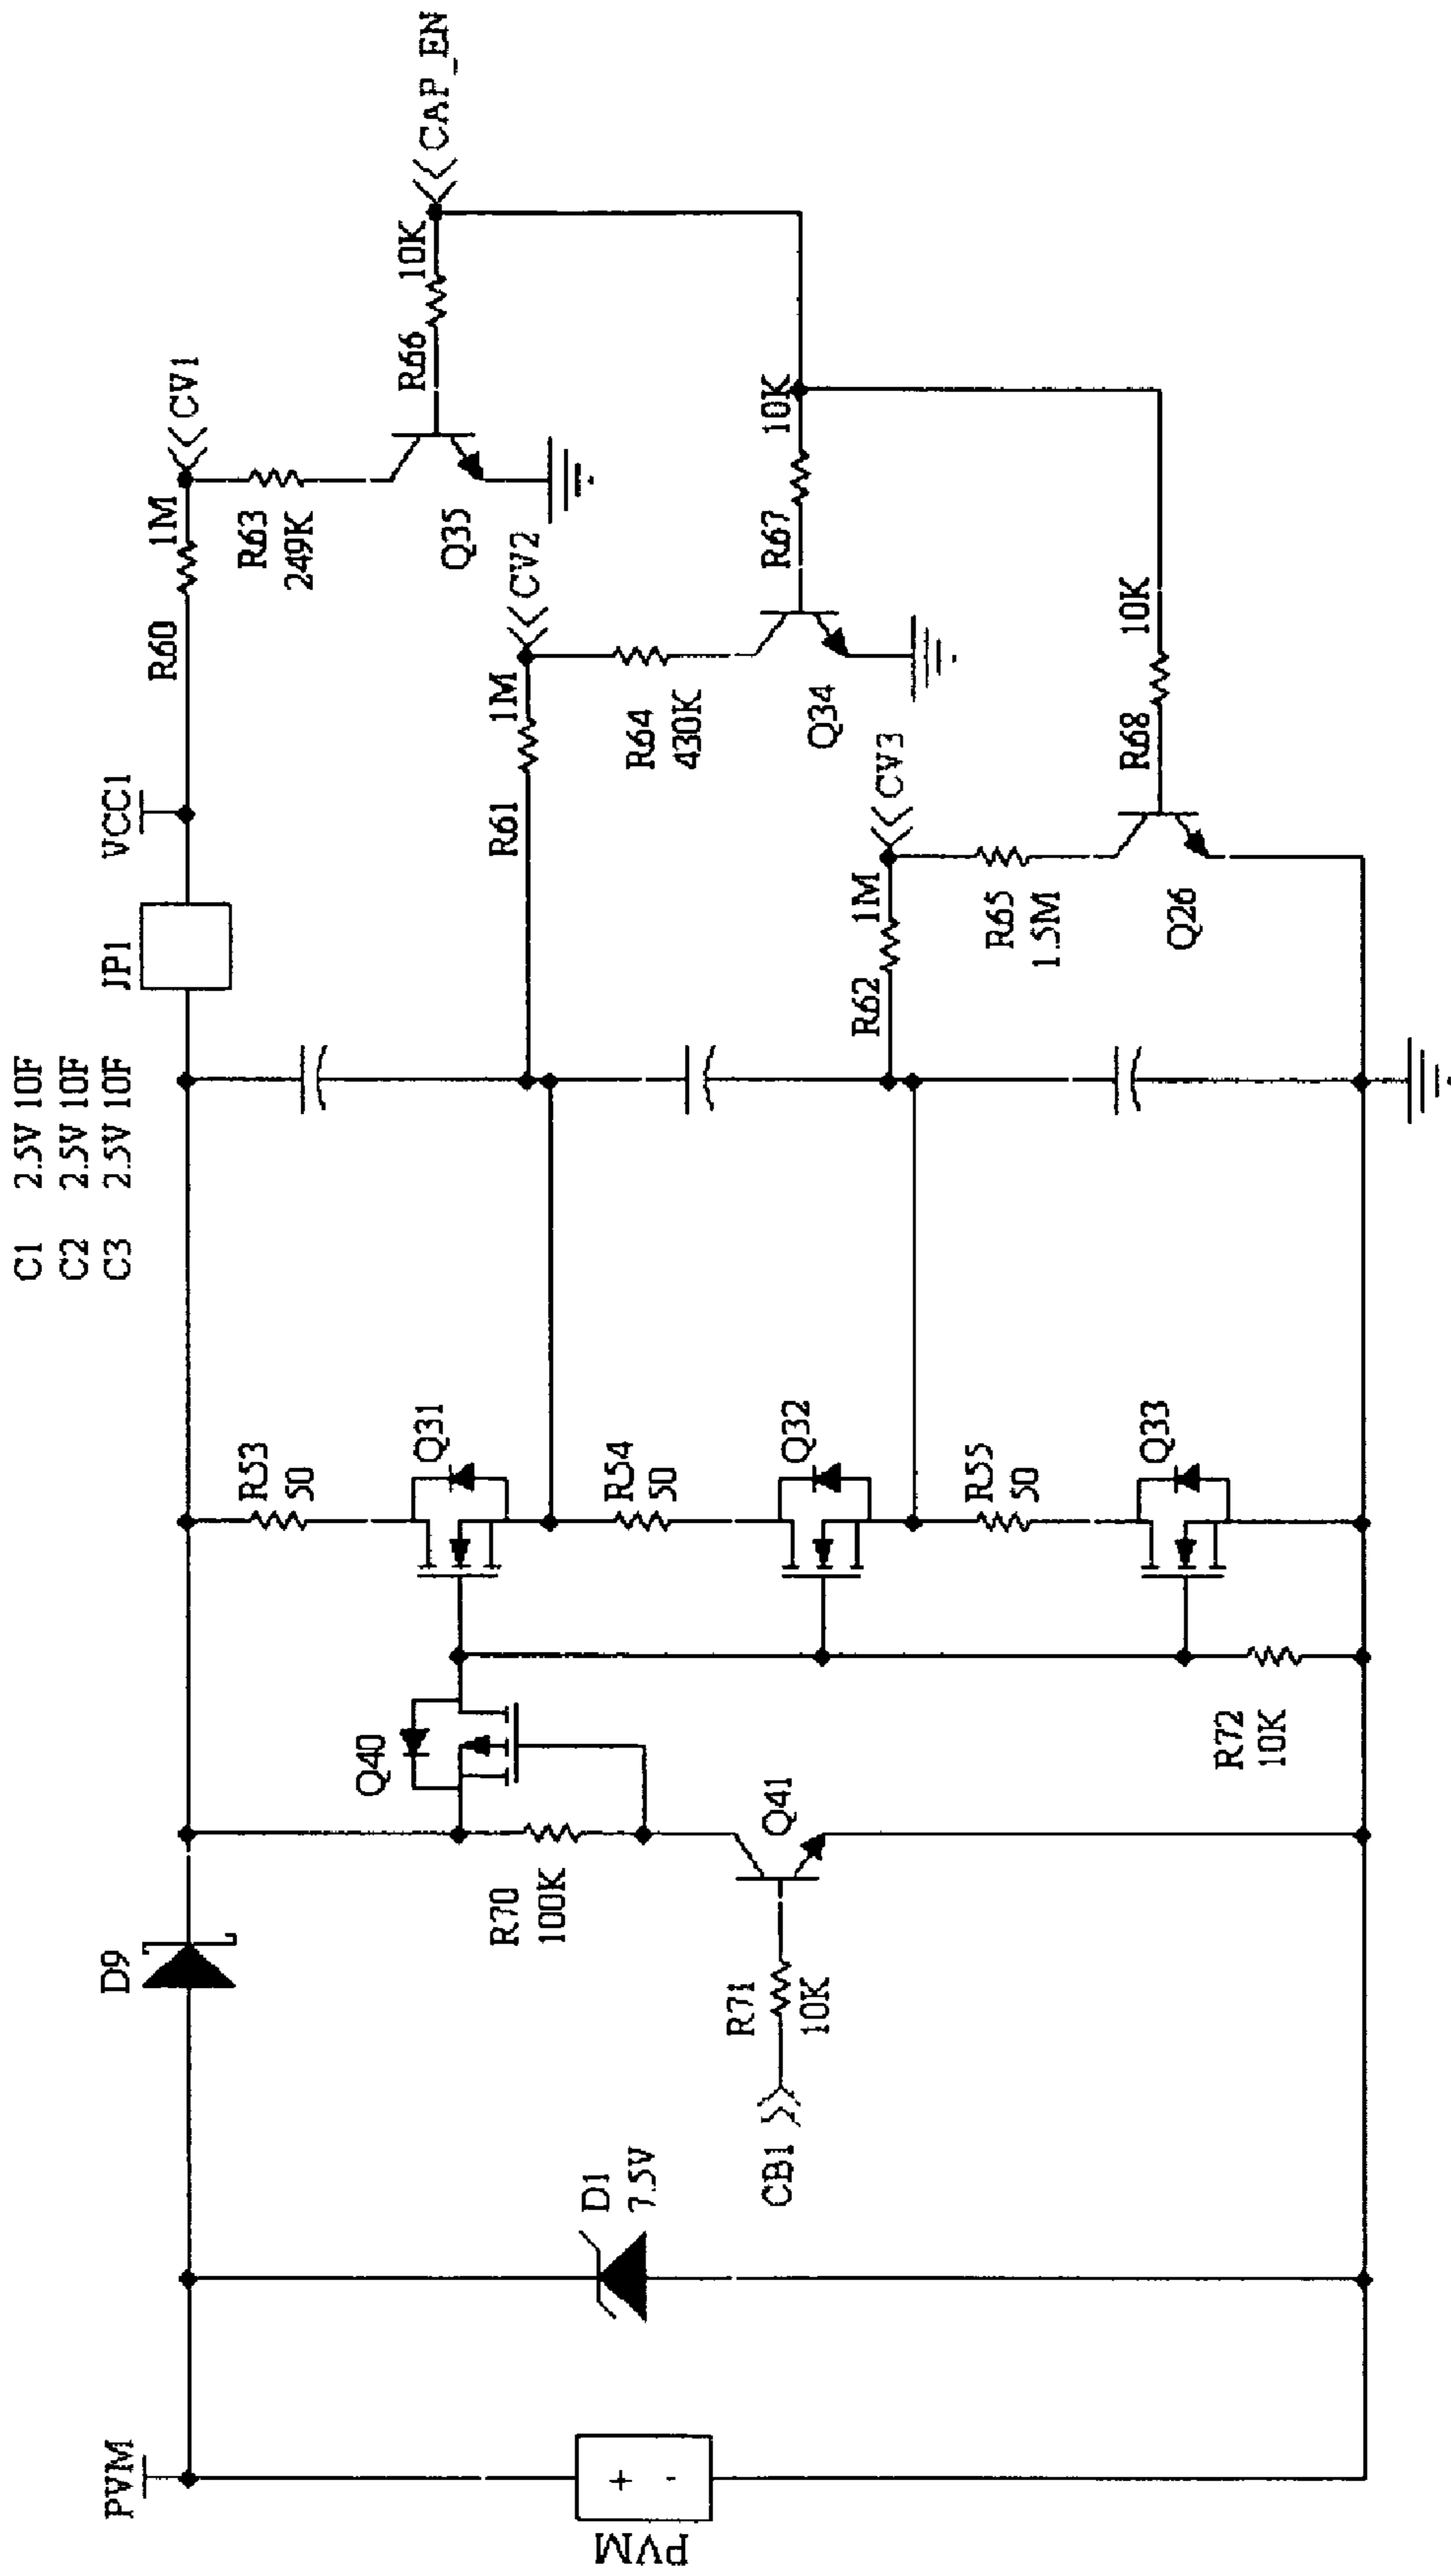 C1 2.5V 10F
C2 2.5V 10F
C3 2.5V 10F
PVM
D9
JP1
VCC1
R60
1M
CV1
R63
249K
R66
10K
CAP_EN
Q35
R53
50
Q31
R61
1M
CV2
Q40
R70
100K
R54
50
R64
430K
R67
10K
D1
7.5V
PVM
+
-
CB1
R71
10K
Q41
Q32
Q34
R62
1M
CV3
R55
50
R65
1.5M
R68
10K
Q33
Q26
R72
10K